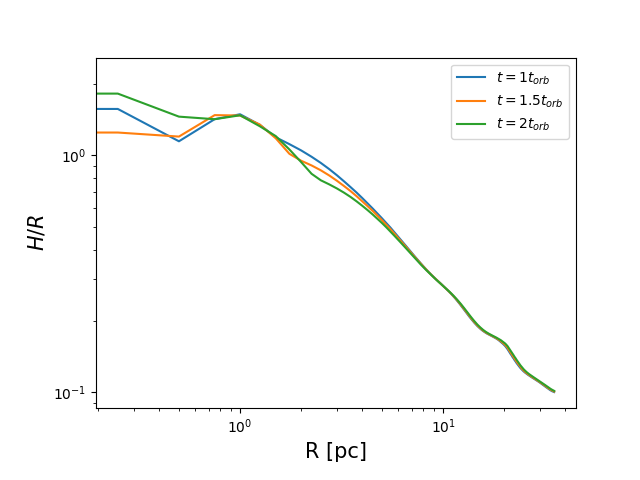 t = 1t_orb
t = 1.5t_orb
t = 2t_orb
10^0
H/R
10^-1
10^0
10^1
R [pc]